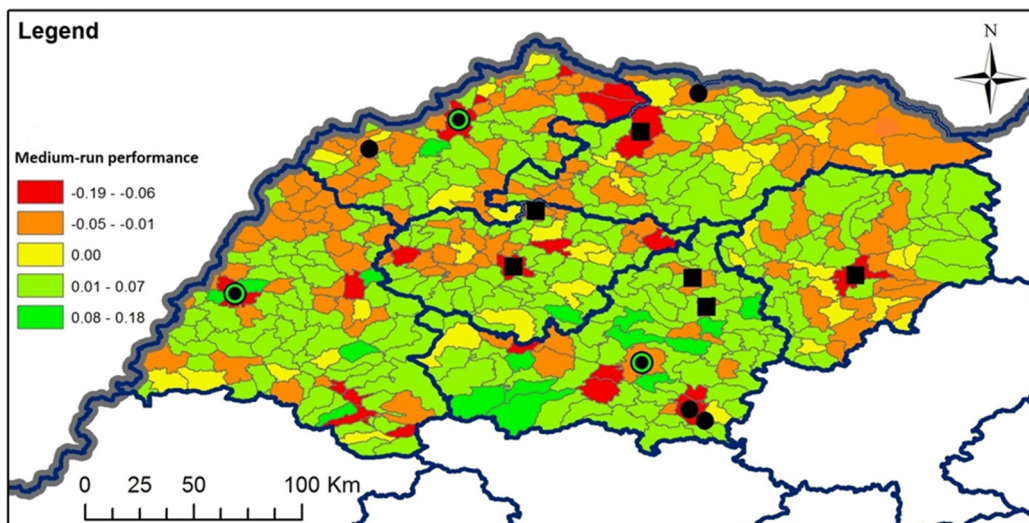 Legend
N
Medium-run performance
-0.19 - -0.06
-0.05 - -0.01
0.00
0.01 - 0.07
0.08 - 0.18
0 25 50 100 Km